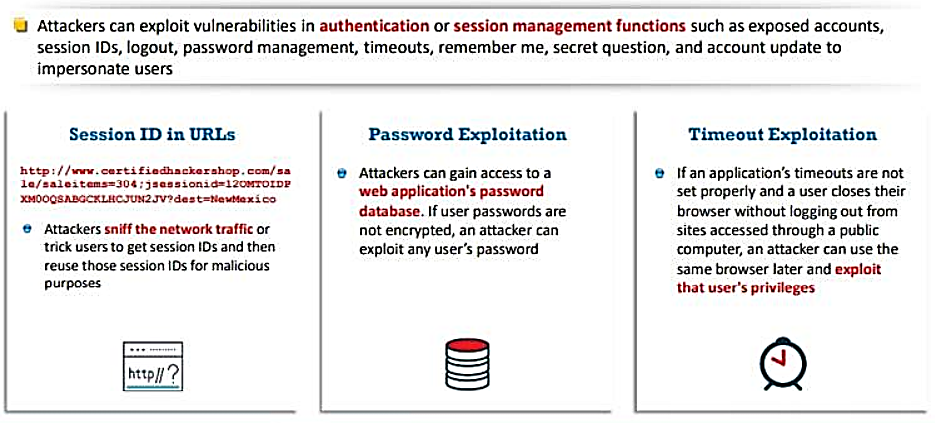 Attackers can exploit vulnerabilities in authentication or session management functions such as exposed accounts,
session IDs, logout, password management, timeouts, remember me, secret question, and account update to
impersonate users
Session ID in URLs
http://www.certifiedhackershop.com/sa
le/saleitems=304;jsessionid=12OMTOIDP
XM0OQSABGCKLHCJUN2JV?dest=NewMexico
Attackers sniff the network traffic or
trick users to get session IDs and then
reuse those session IDs for malicious
purposes
http//?
Password Exploitation
Attackers can gain access to a
web application's password
database. If user passwords are
not encrypted, an attacker can
exploit any user's password
Timeout Exploitation
If an application's timeouts are not
set properly and a user closes their
browser without logging out from
sites accessed through a public
computer, an attacker can use the
same browser later and exploit
that user's privileges